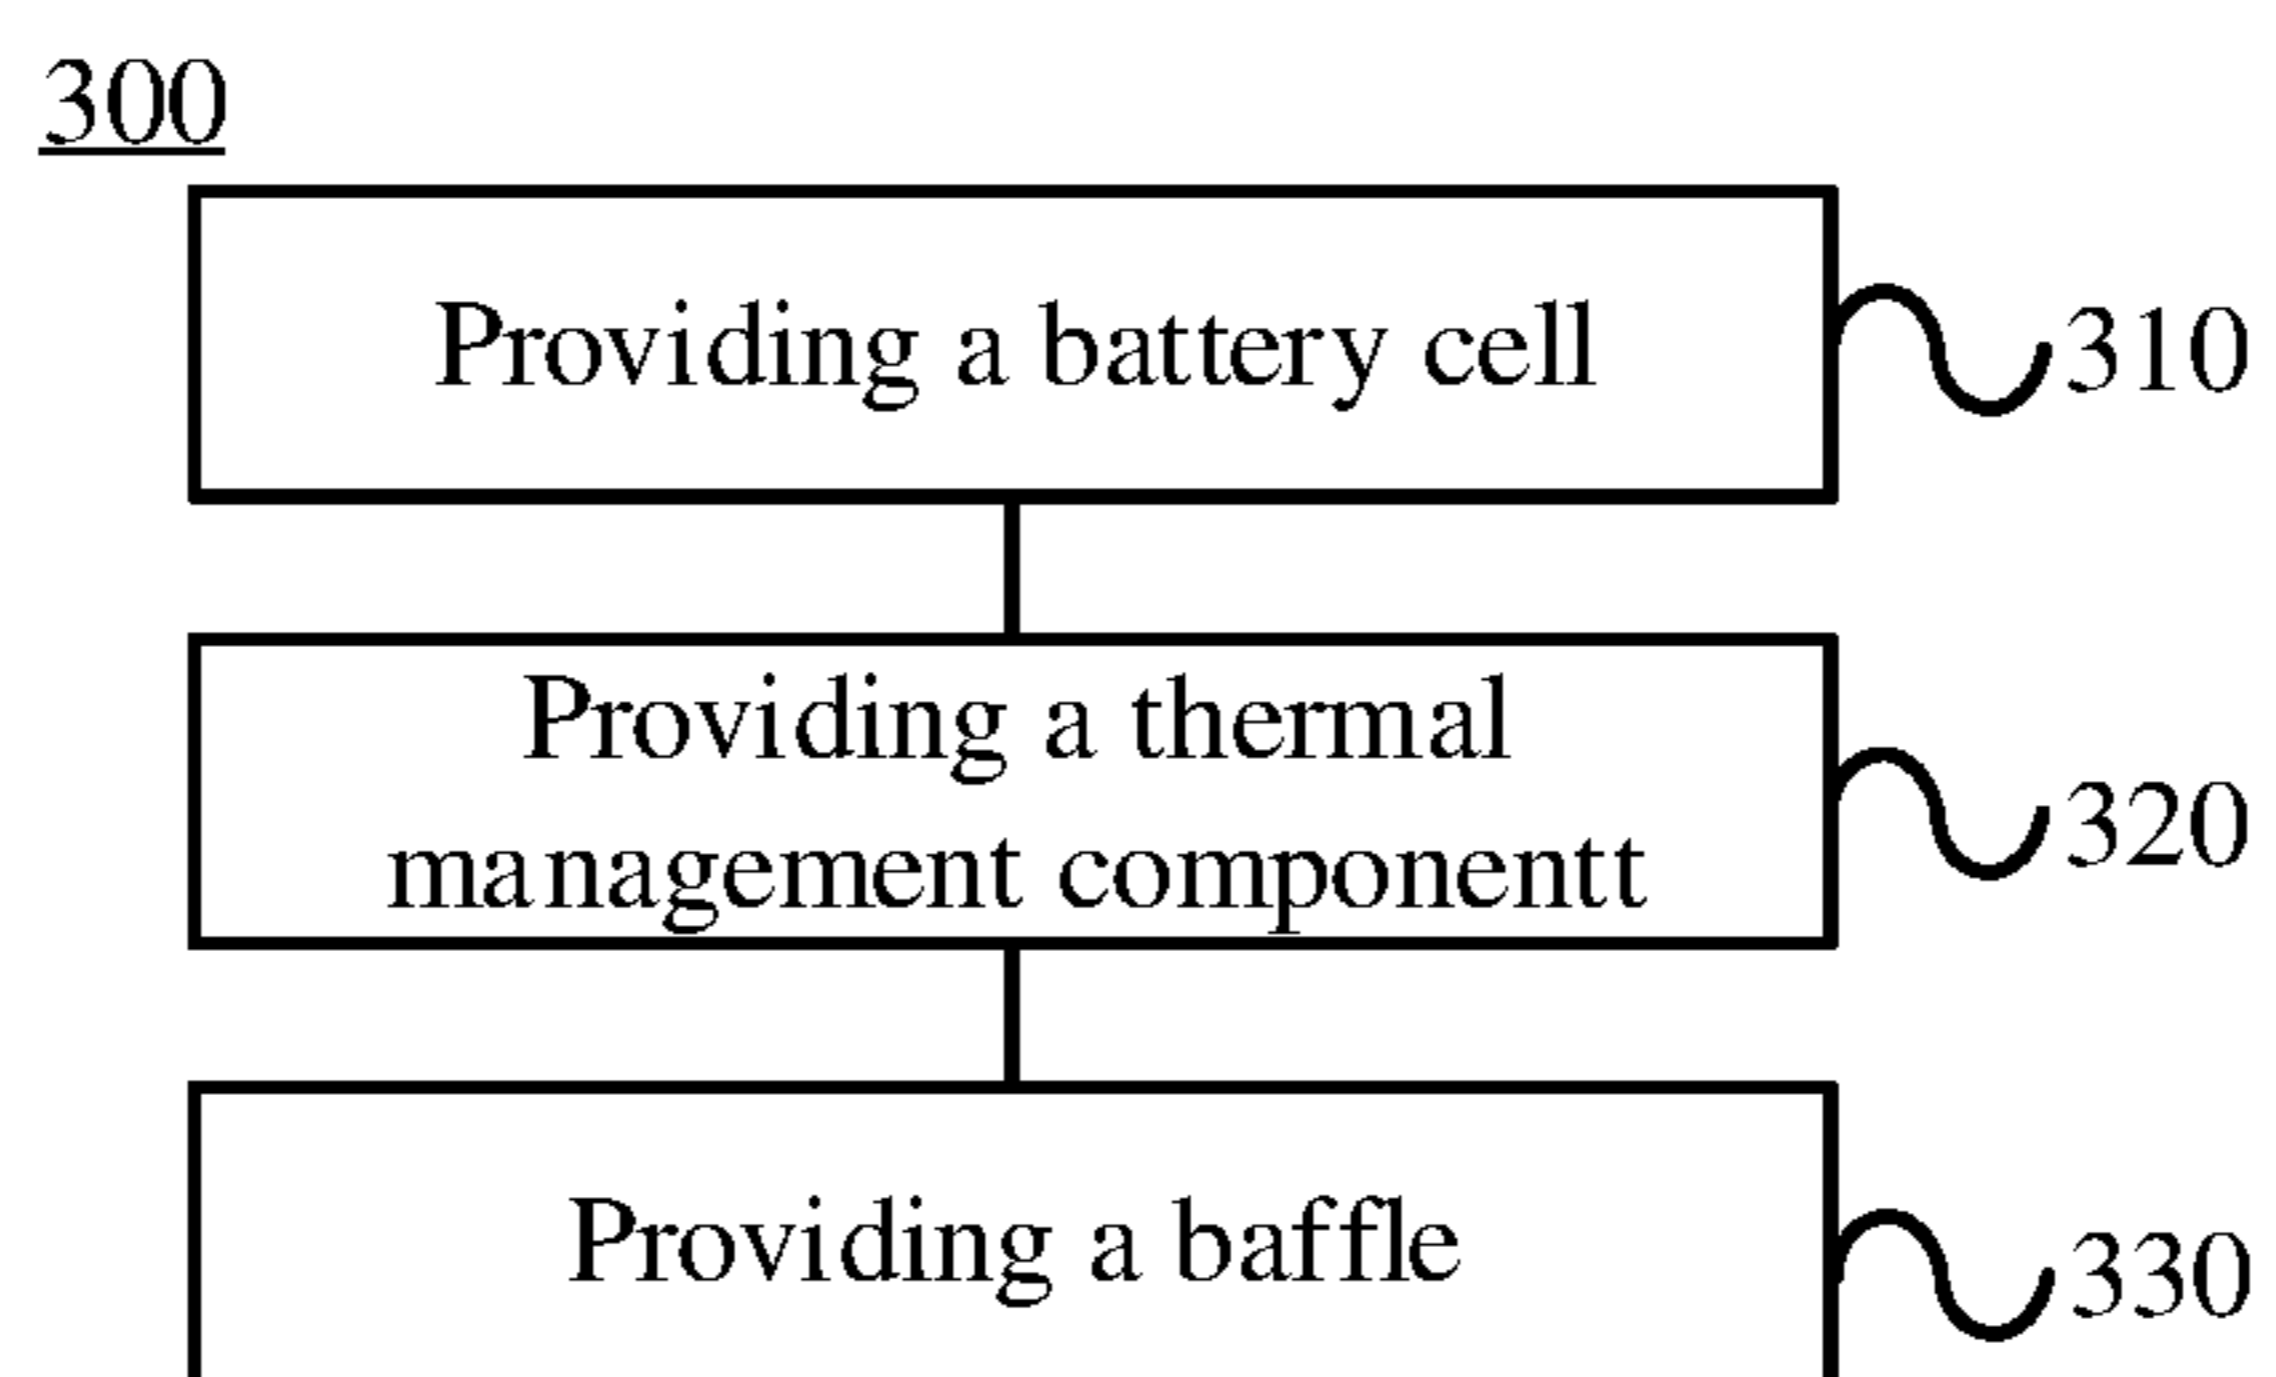 300
Providing a battery cell
310
Providing a thermal
management componentt
320
Providing a baffle
330